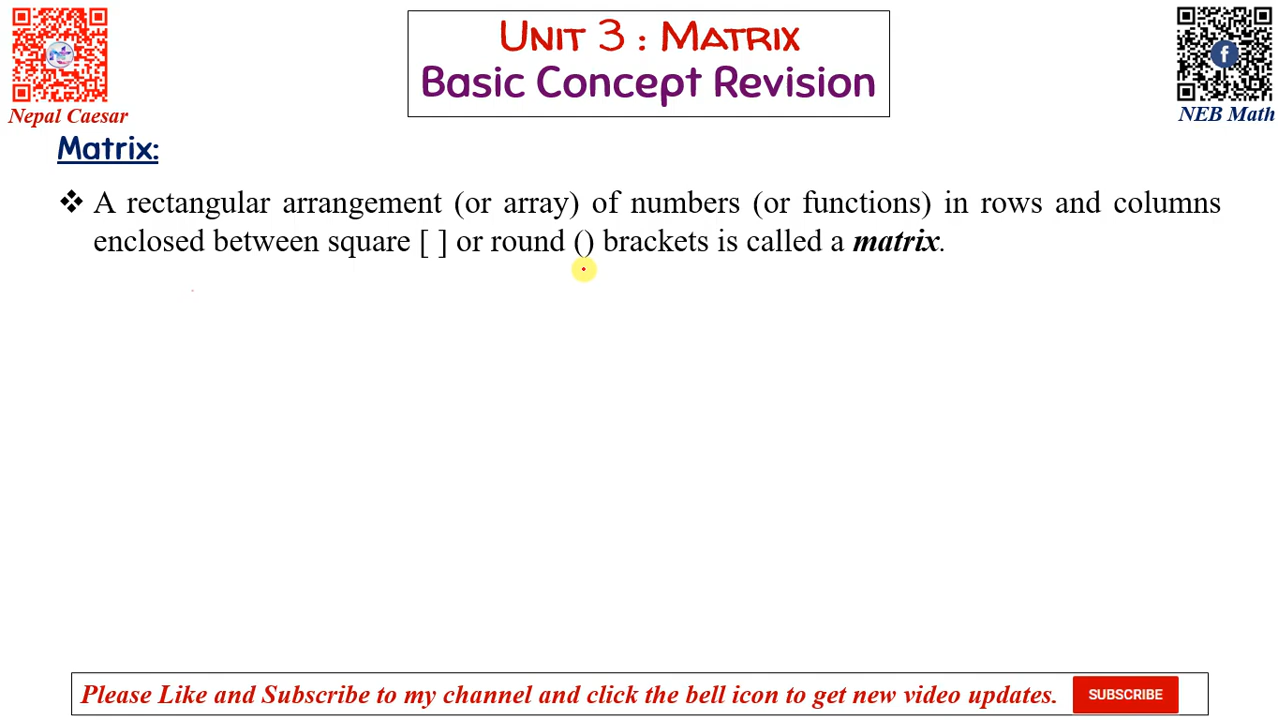 Unit 3 : Matrix
Basic Concept Revision
Nepal Caesar
NEB Math
Matrix:
❖ A rectangular arrangement (or array) of numbers (or functions) in rows and columns
enclosed between square [ ] or round () brackets is called a matrix.
Please Like and Subscribe to my channel and click the bell icon to get new video updates.
SUBSCRIBE